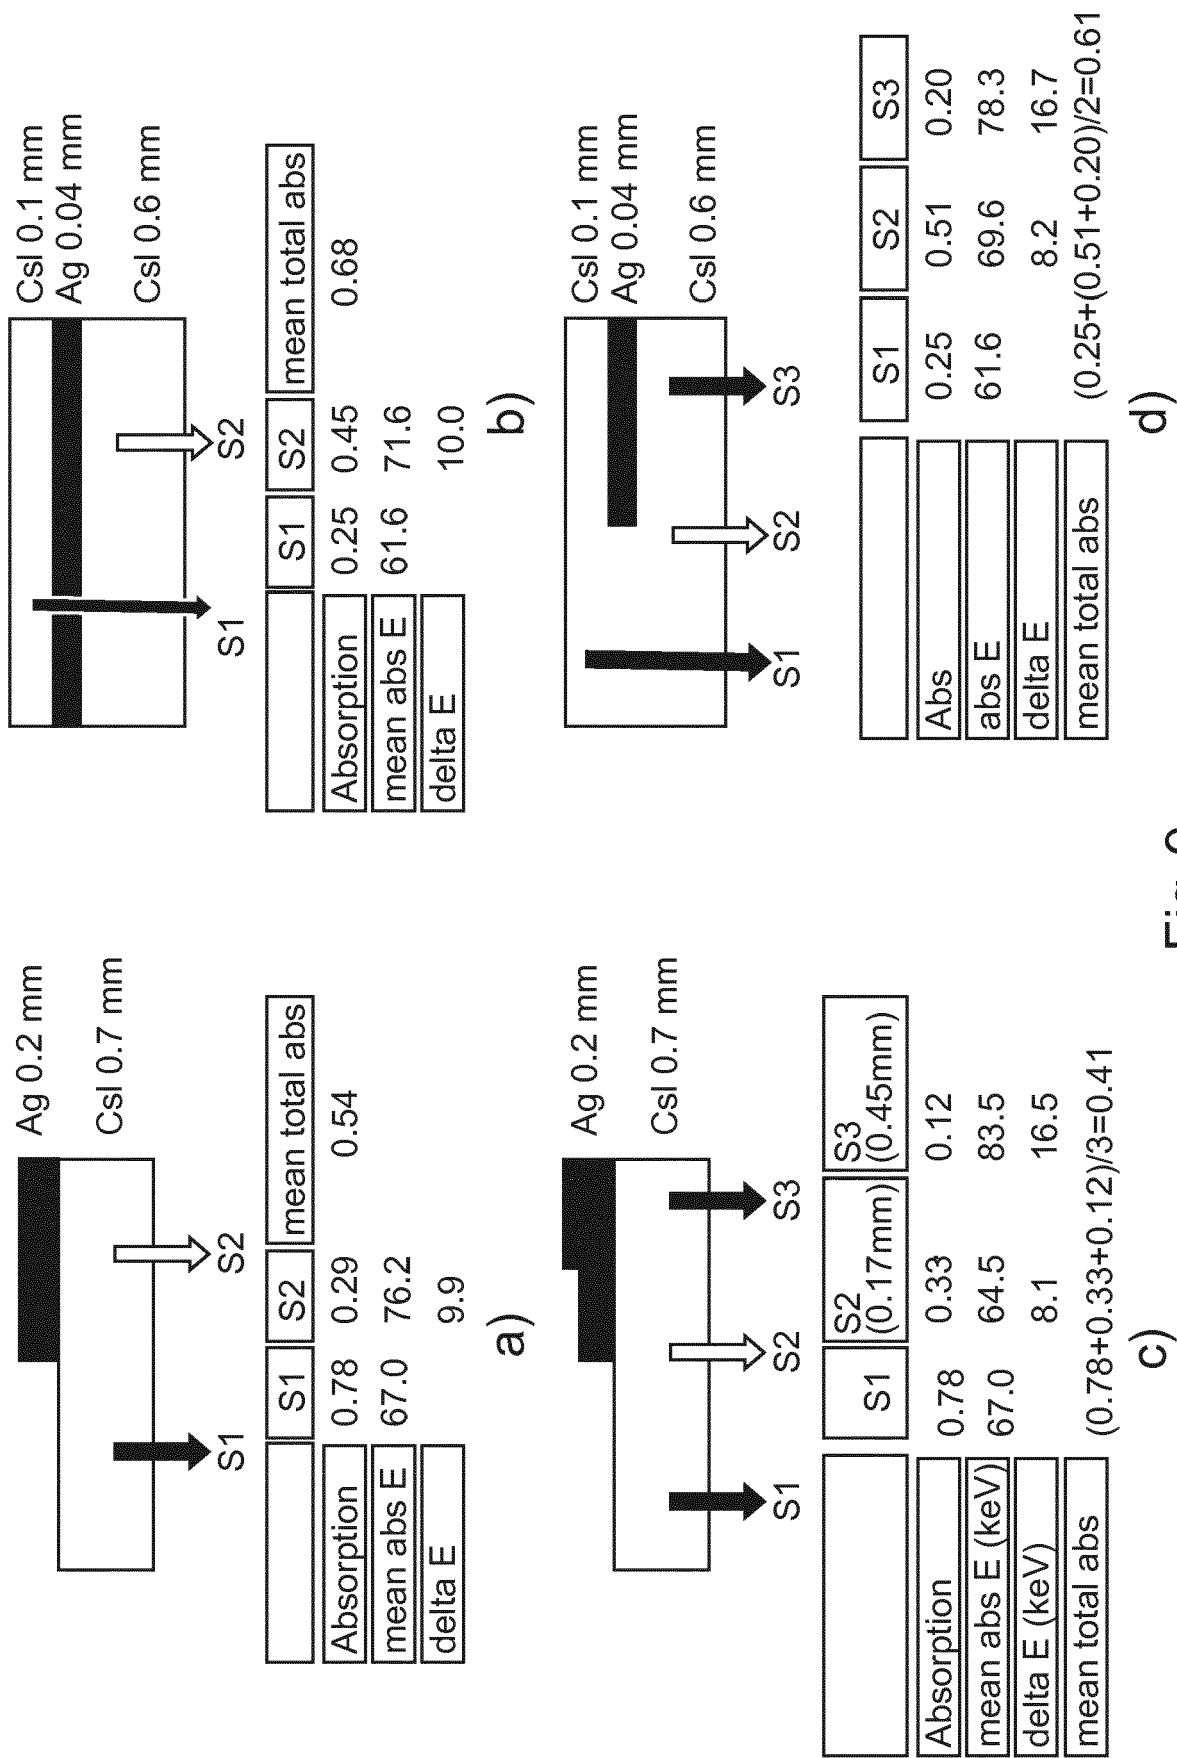 Ag 0.2 mm
CsI 0.7 mm
S1 S2
S1 S2 mean total abs
Absorption 0.78 0.29 0.54
mean abs E 67.0 76.2
delta E 9.9
a)
CsI 0.1 mm
Ag 0.04 mm
CsI 0.6 mm
S1 S2
S1 S2 mean total abs
Absorption 0.25 0.45 0.68
mean abs E 61.6 71.6
delta E 10.0
b)
Ag 0.2 mm
CsI 0.7 mm
S1 S2 S3
S1 S2 S3
(0.17mm) (0.45mm)
Absorption 0.78 0.33 0.12
mean abs E (keV) 67.0 64.5 83.5
delta E (keV) 8.1 16.5
mean total abs (0.78+0.33+0.12)/3=0.41
c)
CsI 0.1 mm
Ag 0.04 mm
CsI 0.6 mm
S1 S2 S3
S1 S2 S3
Abs 0.25 0.51 0.20
abs E 61.6 69.6 78.3
delta E 8.2 16.7
mean total abs (0.25+(0.51+0.20)/2=0.61
d)